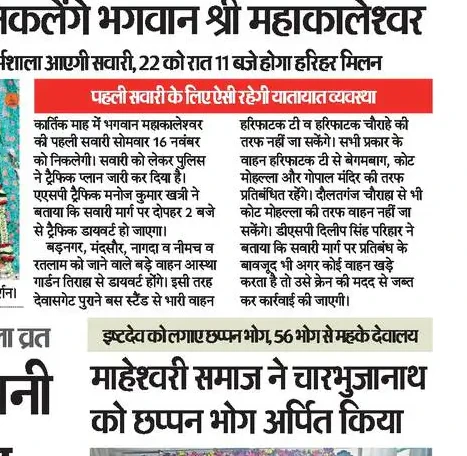 नकलेंगे भगवान श्री महाकालेश्वर
र्मशाला आएगी सवारी, 22 को रात 11 बजे होगा हरिहर मिलन
पहली सवारी के लिए ऐसी रहेगी यातायात व्यवस्था
कार्तिक माह में भगवान महाकालेश्वर
की पहली सवारी सोमवार 16 नवंबर
को निकलेगी। सवारी को लेकर पुलिस
ने ट्रैफिक प्लान जारी कर दिया है।
एएसपी ट्रैफिक मनोज कुमार खत्री ने
बताया कि सवारी मार्ग पर दोपहर 2 बजे
से ट्रैफिक डायवर्ट हो जाएगा।
बड़नगर, मंदसौर, नागदा व नीमच व
रतलाम को जाने वाले बड़े वाहन आस्था
गार्डन तिराहा से डायवर्ट होंगे। इसी तरह
देवासगेट पुराने बस स्टैंड से भारी वाहन
हरिफाटक टी व हरिफाटक चौराहे की
तरफ नहीं जा सकेंगे। सभी प्रकार के
वाहन हरिफाटक टी से बेगमबाग, कोट
मोहल्ला और गोपाल मंदिर की तरफ
प्रतिबंधित रहेंगे। दौलतगंज चौराहा से भी
कोट मोहल्ला की तरफ वाहन नहीं जा
सकेंगे। डीएसपी दिलीप सिंह परिहार ने
बताया कि सवारी मार्ग पर प्रतिबंध के
बावजूद भी अगर कोई वाहन खड़े
करता है तो उसे क्रेन की मदद से जब्त
कर कार्रवाई की जाएगी।
र्शन।
ला व्रत
नी
इष्टदेव को लगाए छप्पन भोग, 56 भोग से महके देवालय
माहेश्वरी समाज ने चारभुजानाथ
को छप्पन भोग अर्पित किया